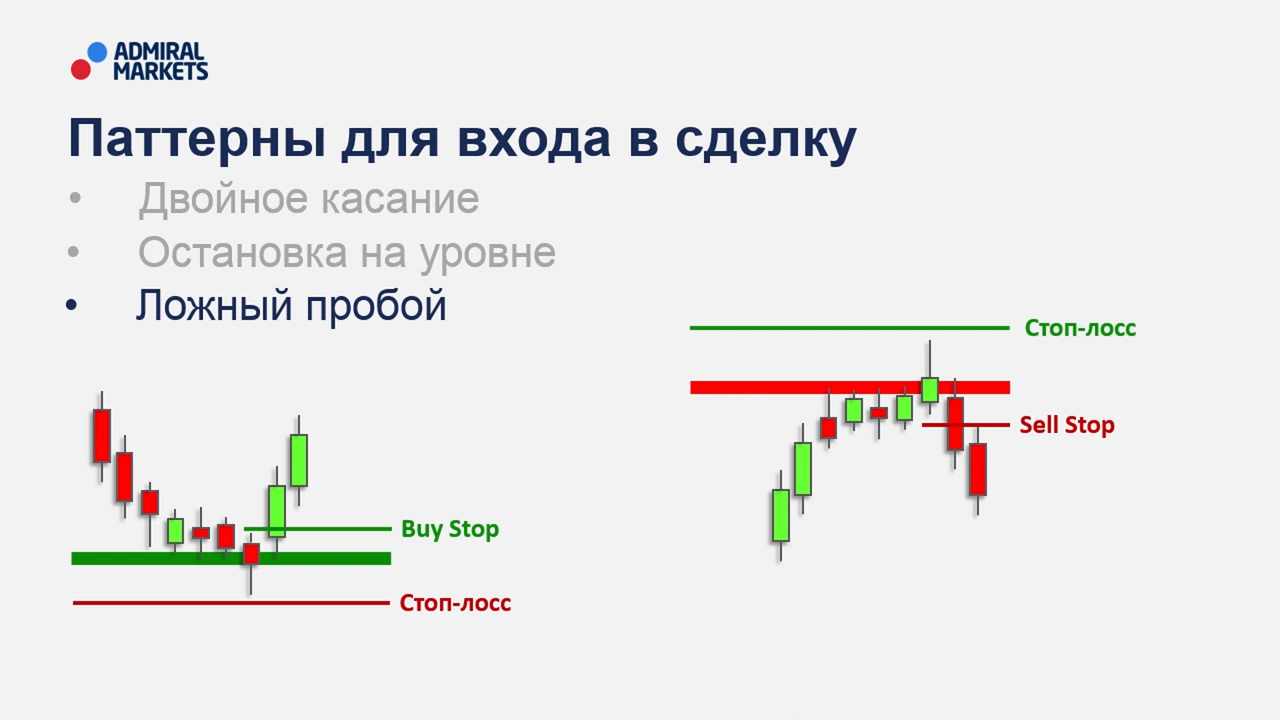 ADMIRAL
MARKETS
Паттерны для входа в сделку
• Двойное касание
• Остановка на уровне
• Ложный пробой
Стоп-лосс
Sell Stop
Buy Stop
Стоп-лосс